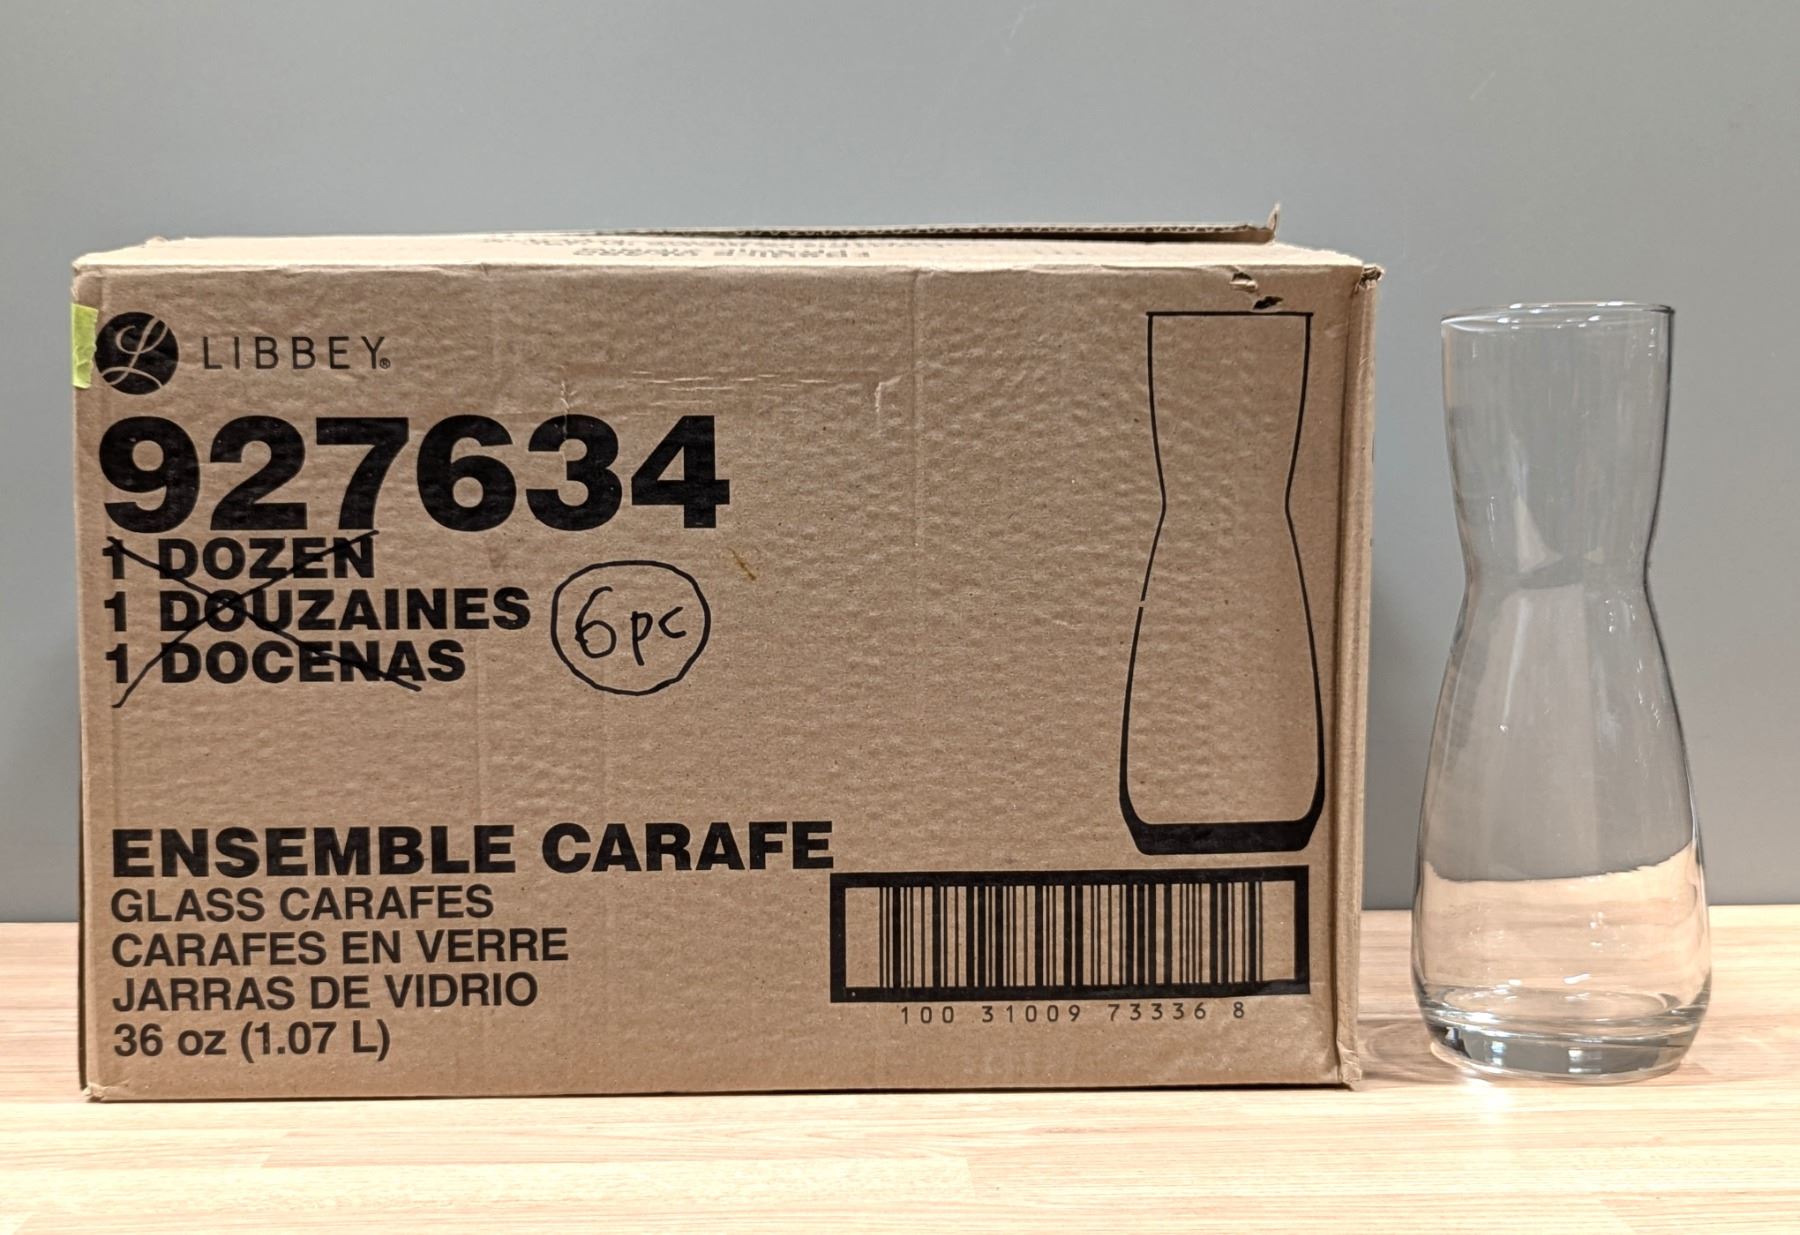 LIBBEY®
927634
1 DOZEN
1 DOUZAINES
1 DOCENAS
6pc
ENSEMBLE CARAFE
GLASS CARAFES
CARAFES EN VERRE
JARRAS DE VIDRIO
36 oz (1.07 L)
100 31009 73336 8